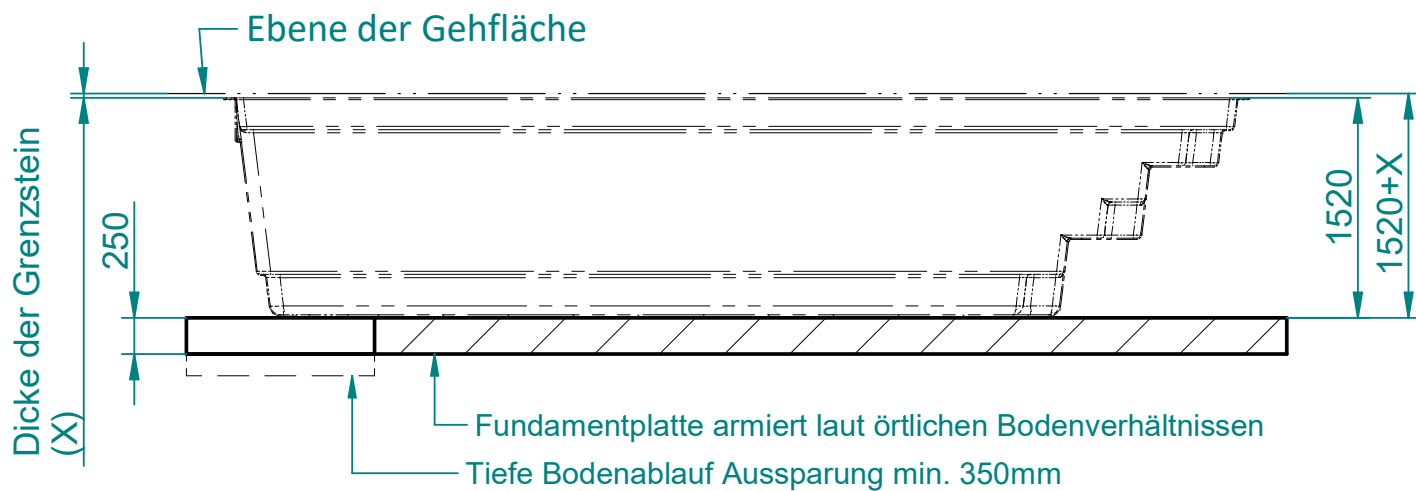 Ebene der Gehfläche
Dicke der Grenzstein
(X)
250
1520
1520+X
Fundamentplatte armiert laut örtlichen Bodenverhältnissen
Tiefe Bodenablauf Aussparung min. 350mm